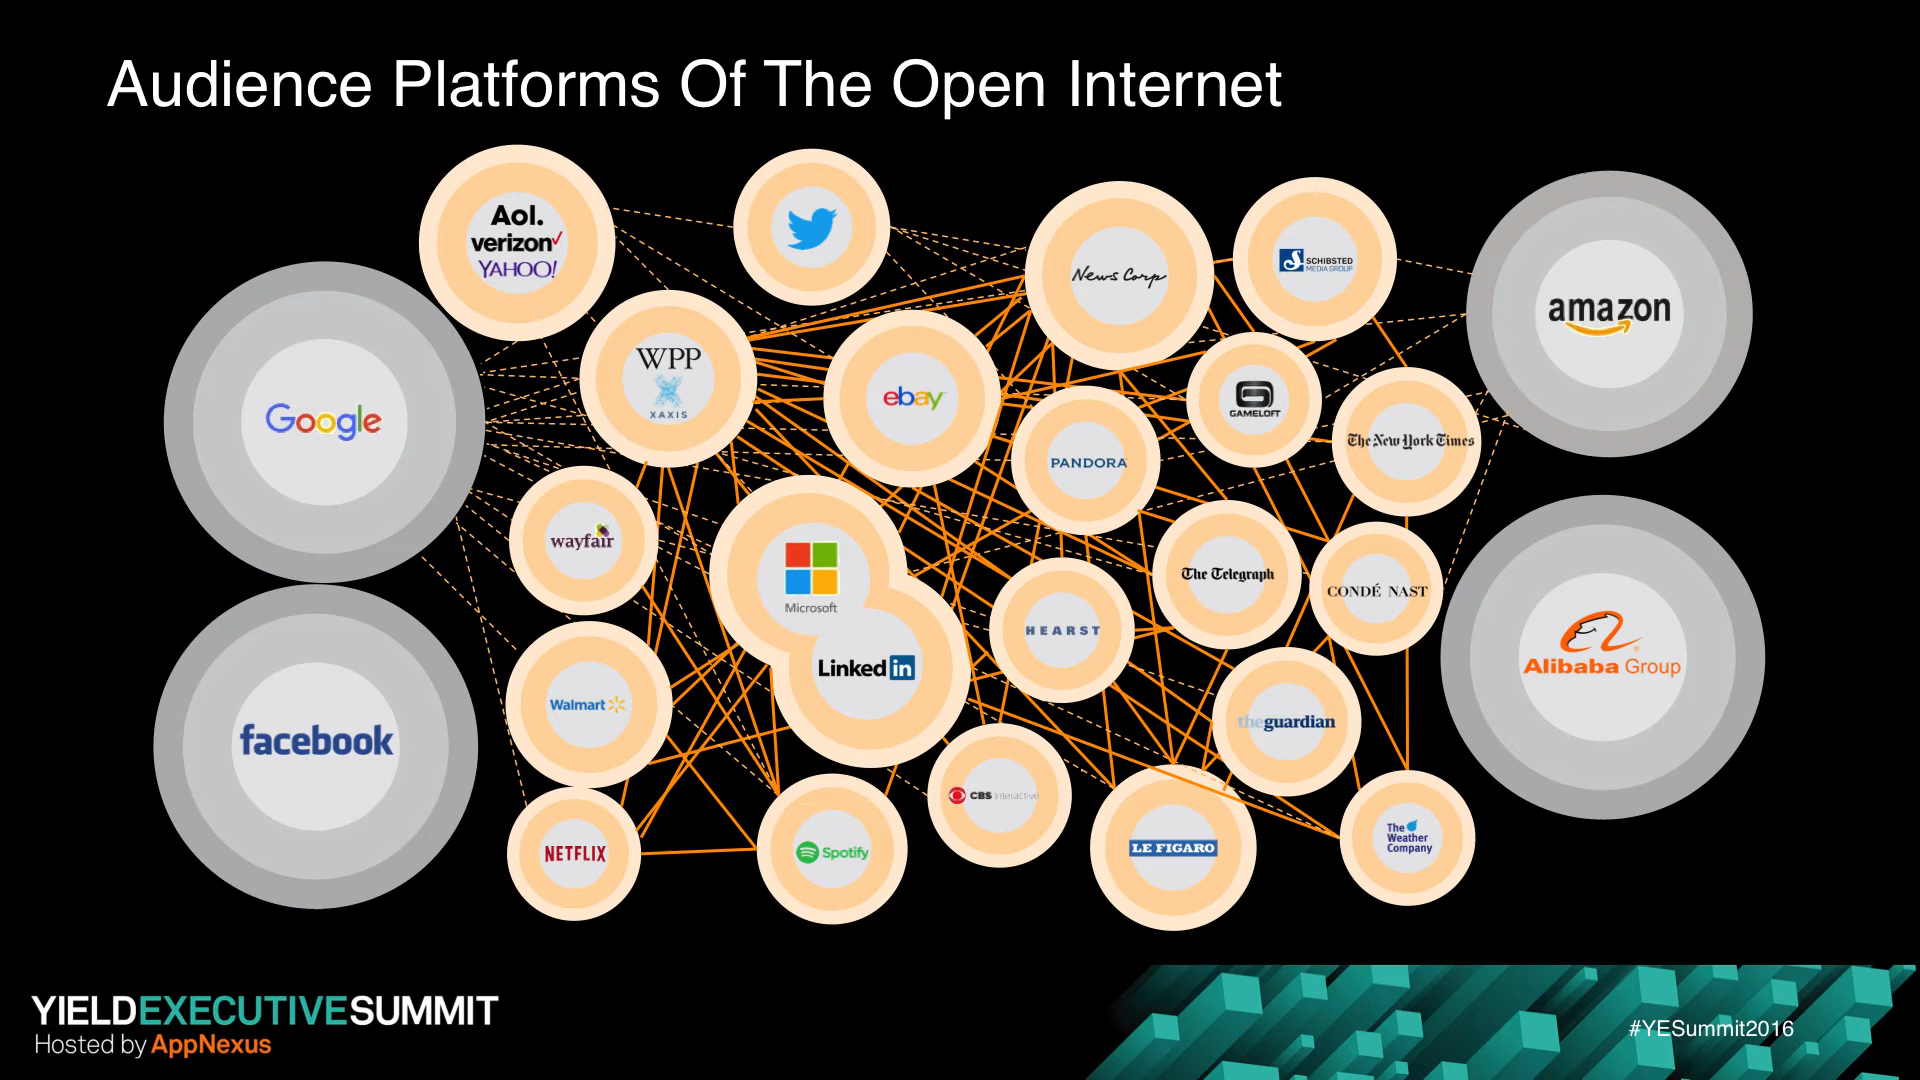 Audience Platforms Of The Open Internet
Aol.
verizon
YAHOO!
News Corp
SCHIBSTED
MEDIA GROUP
amazon
Google
WPP
XAXIS
ebay
GAMELOFT
The New York Times
PANDORA
wayfair
Microsoft
The Telegraph
CONDÉ NAST
HEARST
Linked in
Alibaba Group
Walmart
theguardian
facebook
CBS Interactive
NETFLIX
Spotify
LE FIGARO
The
Weather
Company
YIELDEXECUTIVESUMMIT
Hosted by AppNexus
#YESummit2016